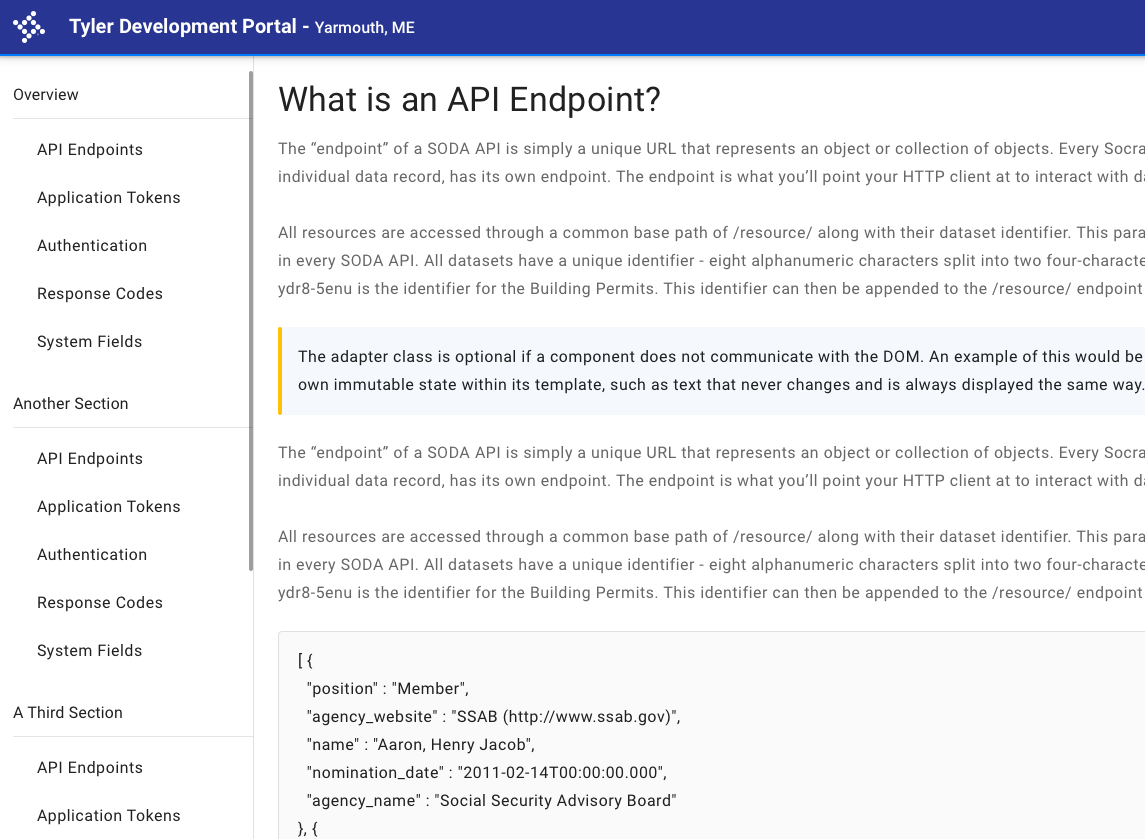 Tyler Development Portal - Yarmouth, ME
Overview
API Endpoints
Application Tokens
Authentication
Response Codes
System Fields
Another Section
API Endpoints
Application Tokens
Authentication
Response Codes
System Fields
A Third Section
API Endpoints
Application Tokens
What is an API Endpoint?
The “endpoint” of a SODA API is simply a unique URL that represents an object or collection of objects. Every
individual data record, has its own endpoint. The endpoint is what you’ll point your HTTP client at to interact with
All resources are accessed through a common base path of /resource/ along with their dataset identifier. This
in every SODA API. All datasets have a unique identifier - eight alphanumeric characters split into two
ydr8-5enu is the identifier for the Building Permits. This identifier can then be appended to the /resource/ endpoint
The adapter class is optional if a component does not communicate with the DOM. An example of this would be
own immutable state within its template, such as text that never changes and is always displayed the same way.
The “endpoint” of a SODA API is simply a unique URL that represents an object or collection of objects. Every
individual data record, has its own endpoint. The endpoint is what you’ll point your HTTP client at to interact with
All resources are accessed through a common base path of /resource/ along with their dataset identifier. This
in every SODA API. All datasets have a unique identifier - eight alphanumeric characters split into two
ydr8-5enu is the identifier for the Building Permits. This identifier can then be appended to the /resource/ endpoint
[ {
"position" : "Member",
"agency_website" : "SSAB (http://www.ssab.gov)",
"name" : "Aaron, Henry Jacob",
"nomination_date" : "2011-02-14T00:00:00.000",
"agency_name" : "Social Security Advisory Board"
}, {